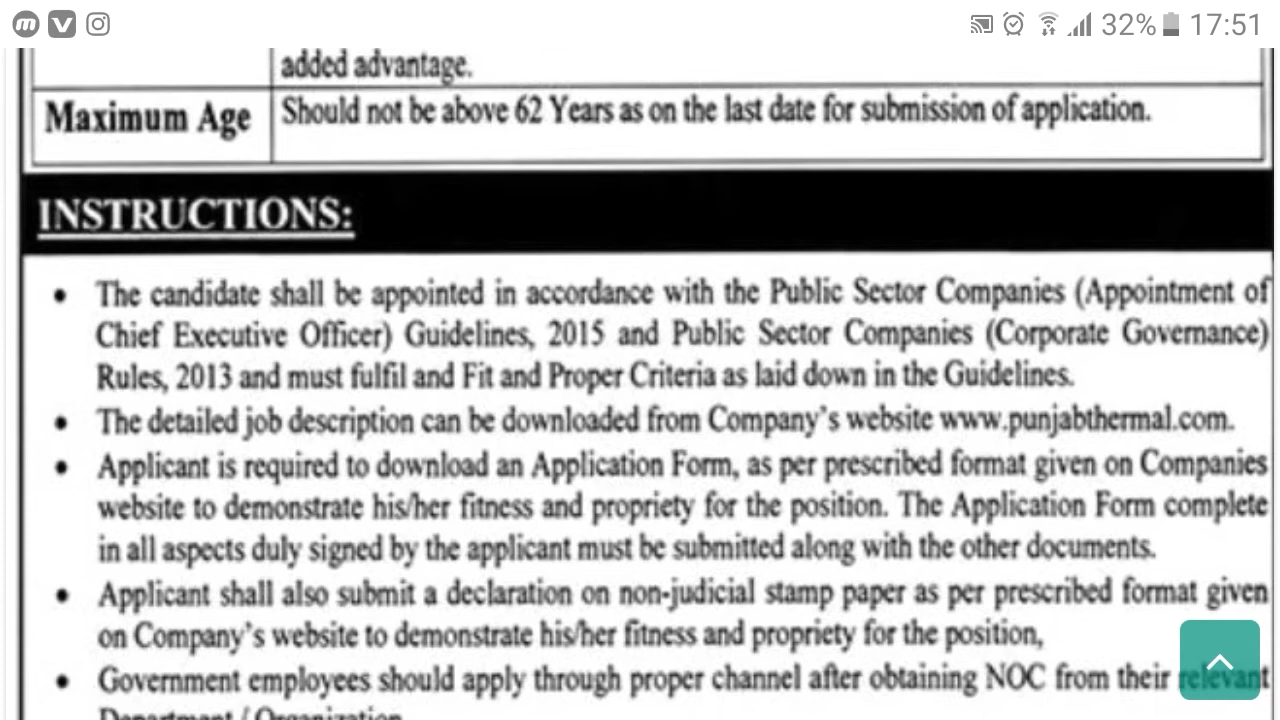 m V 32% 17:51
added advantage.
Maximum Age Should not be above 62 Years as on the last date for submission of application.
INSTRUCTIONS:
• The candidate shall be appointed in accordance with the Public Sector Companies (Appointment of
Chief Executive Officer) Guidelines, 2015 and Public Sector Companies (Corporate Governance)
Rules, 2013 and must fulfil and Fit and Proper Criteria as laid down in the Guidelines.
• The detailed job description can be downloaded from Company's website www.punjabthermal.com.
• Applicant is required to download an Application Form, as per prescribed format given on Companies
website to demonstrate his/her fitness and propriety for the position. The Application Form complete
in all aspects duly signed by the applicant must be submitted along with the other documents.
• Applicant shall also submit a declaration on non-judicial stamp paper as per prescribed format given
on Company's website to demonstrate his/her fitness and propriety for the position,
• Government employees should apply through proper channel after obtaining NOC from their relevant
Department / Organization